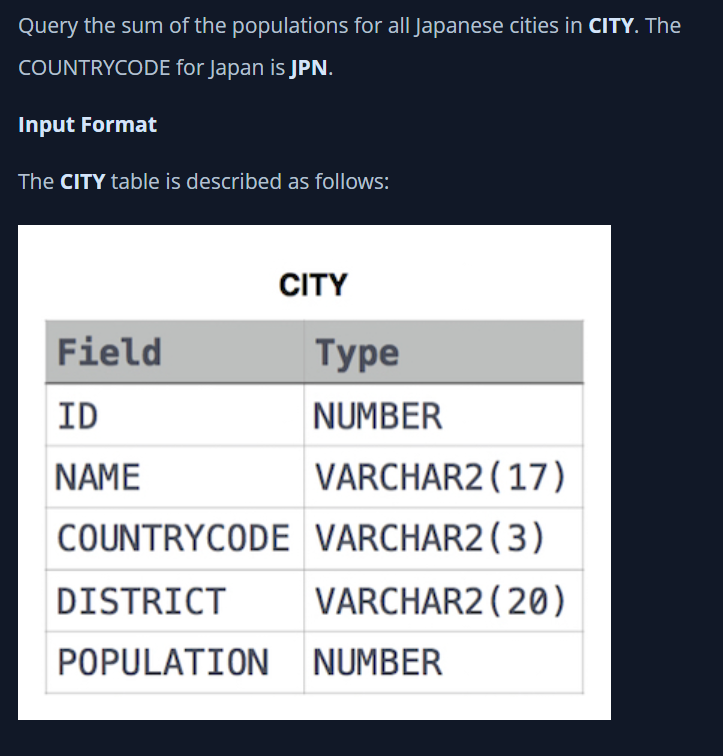 Query the sum of the populations for all Japanese cities in CITY. The
COUNTRYCODE for Japan is JPN.
Input Format
The CITY table is described as follows:
CITY
Field Type
ID NUMBER
NAME VARCHAR2(17)
COUNTRYCODE VARCHAR2(3)
DISTRICT VARCHAR2(20)
POPULATION NUMBER